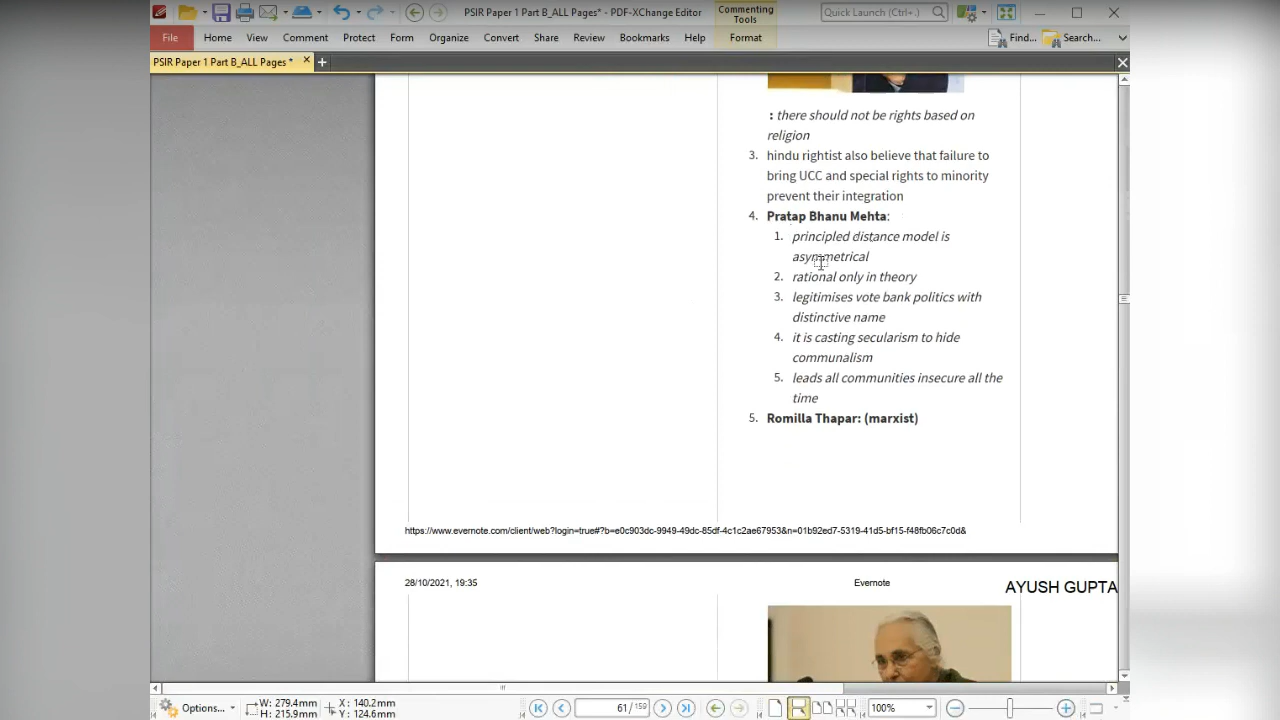 PSIR Paper 1 Part B_ALL Pages* - PDF-XChange Editor
Commenting Tools
Quick Launch (Ctrl+.)
File Home View Comment Protect Form Organize Convert Share Review Bookmarks Help Format Find... Search...
PSIR Paper 1 Part B_ALL Pages *
: there should not be rights based on
religion
3. hindu rightist also believe that failure to
bring UCC and special rights to minority
prevent their integration
4. Pratap Bhanu Mehta:
1. principled distance model is
asymmetrical
2. rational only in theory
3. legitimises vote bank politics with
distinctive name
4. it is casting secularism to hide
communalism
5. leads all communities insecure all the
time
5. Romilla Thapar: (marxist)
https://www.evernote.com/client/web?login=true#?b=e0c903dc-9949-49dc-85df-4c1c2ae67953&n=01b92ed7-5319-41d5-bf15-f48fb06c7c0d&
28/10/2021, 19:35 Evernote AYUSH GUPTA
Options... W: 279.4mm X: 140.2mm
H: 215.9mm Y: 124.6mm
61 / 159 100%